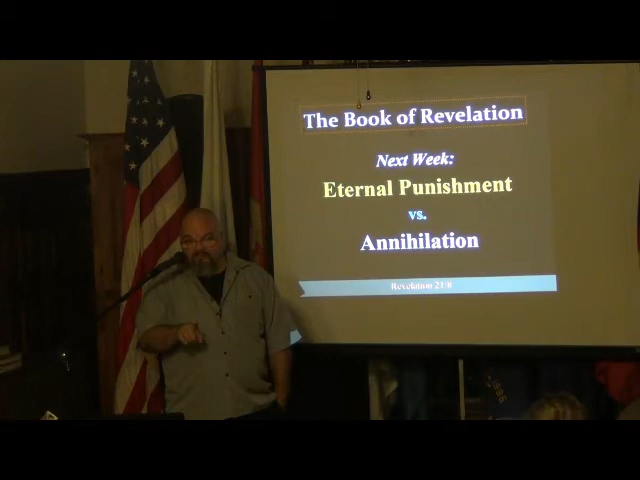 The Book of Revelation
Next Week:
Eternal Punishment
vs.
Annihilation
Revelation 21:8